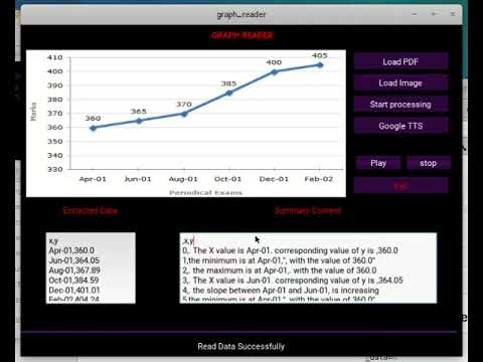 graph_reader
GRAPH READER
410
400
390
380
370
360
350
340
330
Marks
360
365
370
385
400
405
Apr-01
Jun-01
Aug-01
Oct-01
Dec-01
Feb-02
Periodical Exams
Load PDF
Load Image
Start processing
Google TTS
Play
stop
Exit
Extracted Data
Summary Content
x,y
Apr-01,360.0
Jun-01,364.05
Aug-01,367.89
Oct-01,384.59
Dec-01,401.01
Feb-02,404.24
,x,y
0,. The X value is Apr-01. corresponding value of y is ,360.0
1,the minimum is at Apr-01,", with the value of 360.0"
2, the maximum is at Apr-01,. with the value of 360.0
3,. The X value is Jun-01. corresponding value of y is ,364.05
4, the slope between Apr-01 and Jun-01, is increasing
5,the minimum is at Apr-01,", with the value of 360.0"
Read Data Successfully